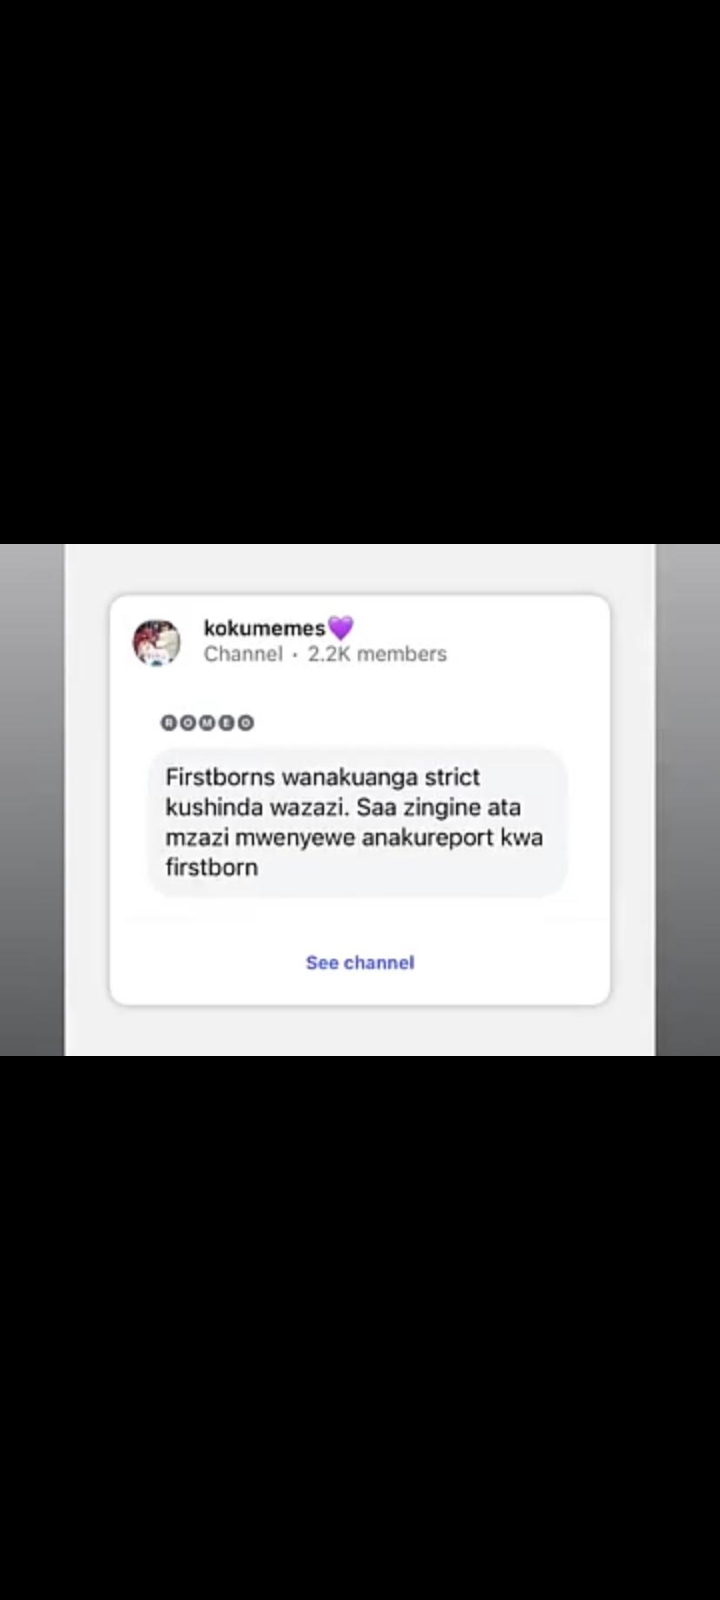 kokumemes💜
Channel · 2.2K members
🅡🅞🅜🅔🅞
Firstborns wanakuanga strict
kushinda wazazi. Saa zingine ata
mzazi mwenyewe anakureport kwa
firstborn
See channel